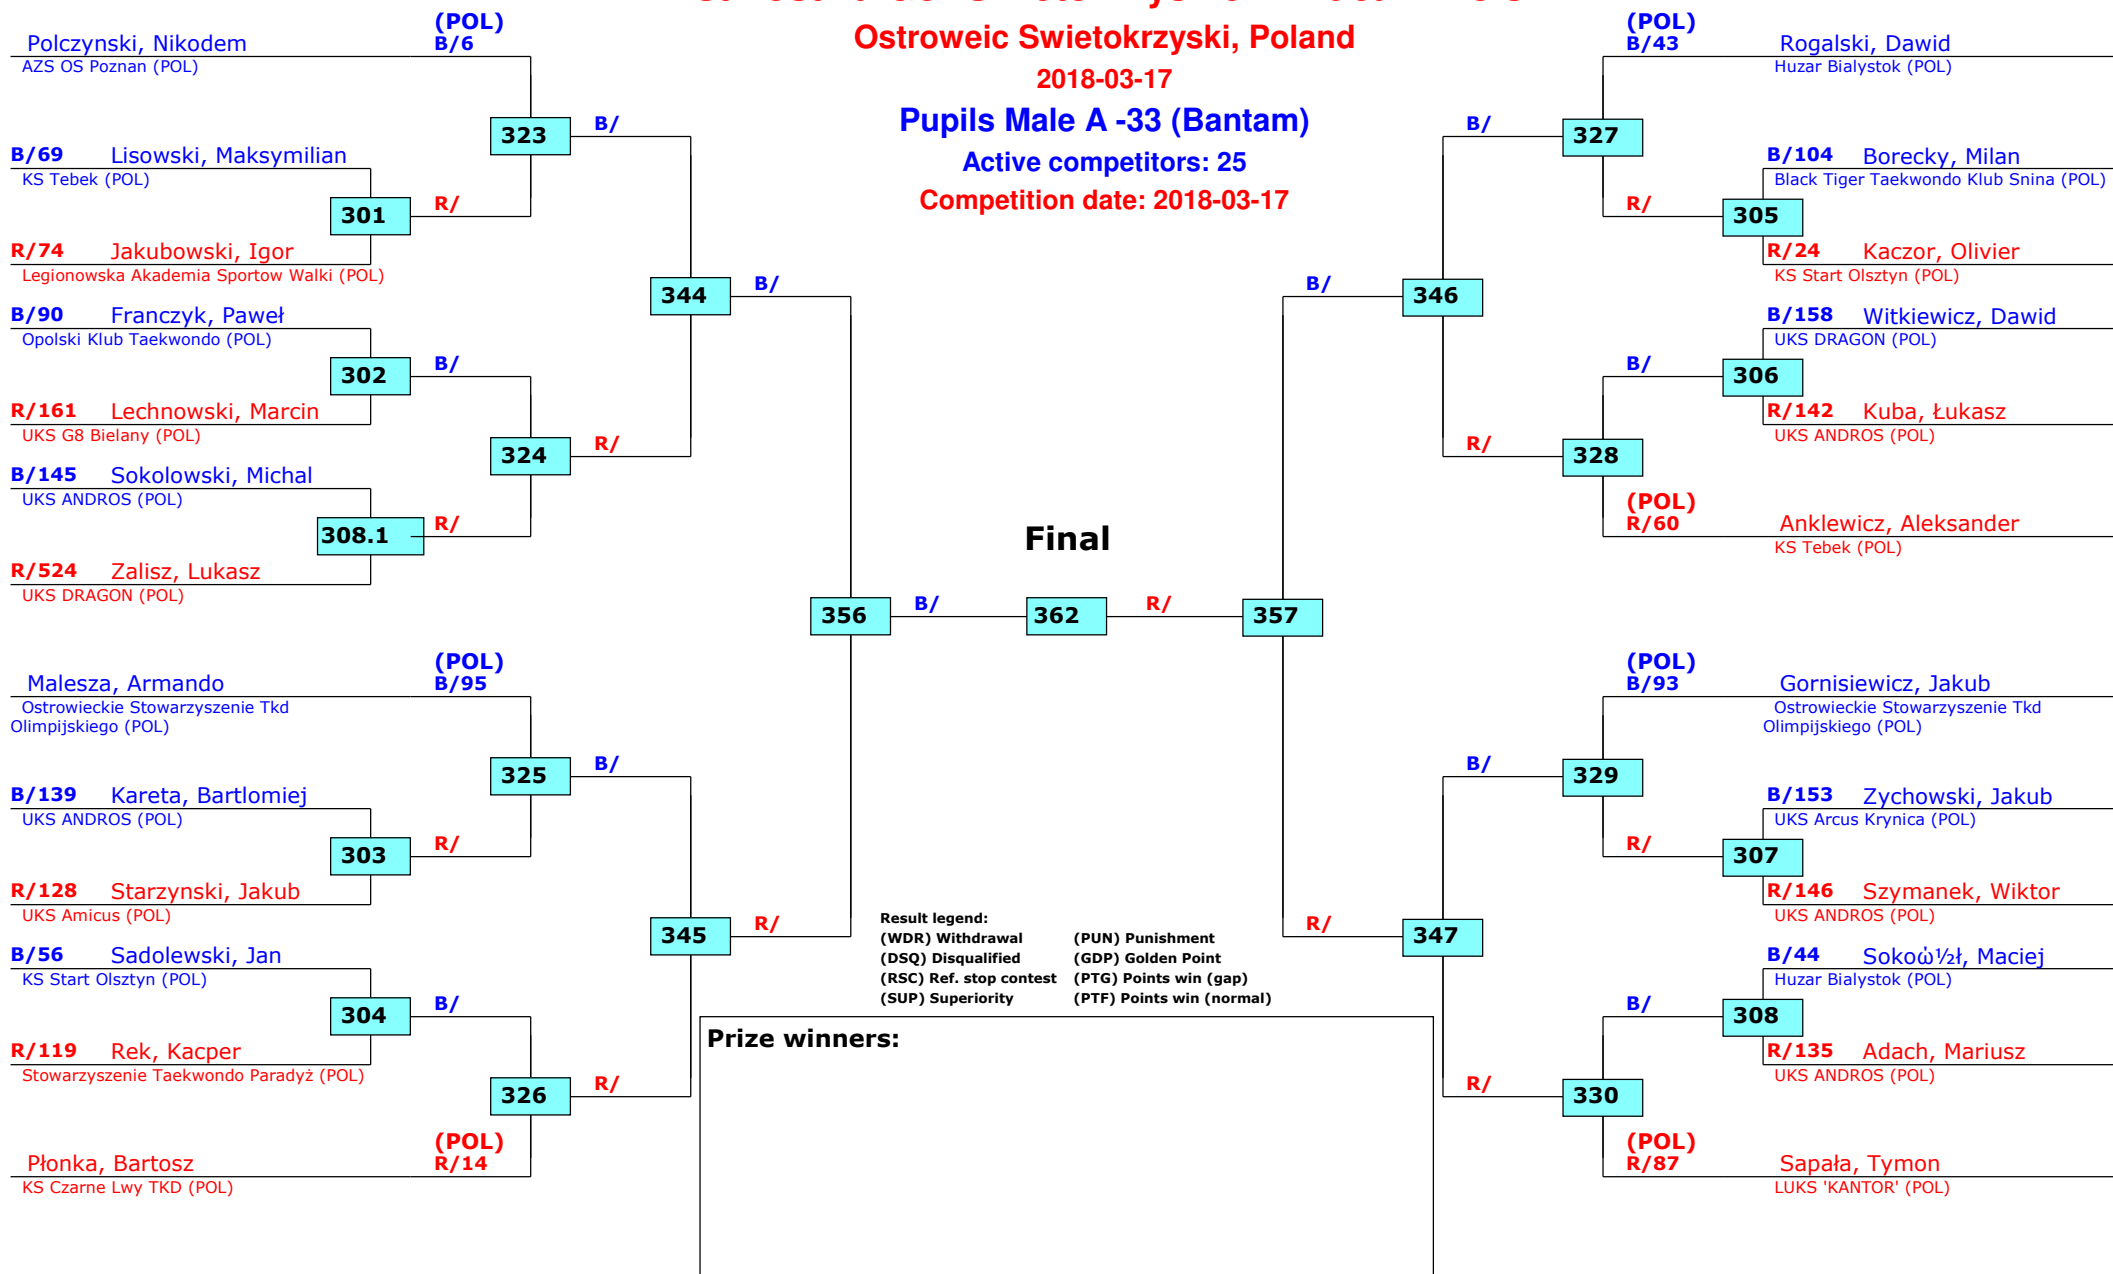 Ostroweic Swietokrzyski, Poland
2018-03-17
Pupils Male A -33 (Bantam)
Active competitors: 25
Competition date: 2018-03-17
(POL)
Polczynski, Nikodem B/6
AZS OS Poznan (POL)
323 B/
B/69 Lisowski, Maksymilian
KS Tebek (POL)
301 R/
R/74 Jakubowski, Igor
Legionowska Akademia Sportow Walki (POL)
344 B/
B/90 Franczyk, Paweł
Opolski Klub Taekwondo (POL)
302 B/
R/161 Lechnowski, Marcin
UKS G8 Bielany (POL)
324 R/
B/145 Sokolowski, Michal
UKS ANDROS (POL)
308.1 R/
R/524 Zalisz, Lukasz
UKS DRAGON (POL)
(POL)
Malesza, Armando B/95
Ostrowieckie Stowarzyszenie Tkd
Olimpijskiego (POL)
325 B/
B/139 Kareta, Bartlomiej
UKS ANDROS (POL)
303 R/
R/128 Starzynski, Jakub
UKS Amicus (POL)
345 R/
B/56 Sadolewski, Jan
KS Start Olsztyn (POL)
304 B/
R/119 Rek, Kacper
Stowarzyszenie Taekwondo Paradyż (POL)
326 R/
(POL)
Płonka, Bartosz R/14
KS Czarne Lwy TKD (POL)
Final
356 B/ 362 R/ 357
(POL)
B/43 Rogalski, Dawid
Huzar Bialystok (POL)
B/ 327
B/104 Borecky, Milan
Black Tiger Taekwondo Klub Snina (POL)
R/ 305
R/24 Kaczor, Olivier
KS Start Olsztyn (POL)
B/ 346
B/158 Witkiewicz, Dawid
UKS DRAGON (POL)
B/ 306
R/142 Kuba, Łukasz
UKS ANDROS (POL)
R/ 328
(POL)
R/60 Anklewicz, Aleksander
KS Tebek (POL)
(POL)
B/93 Gornisiewicz, Jakub
Ostrowieckie Stowarzyszenie Tkd
Olimpijskiego (POL)
B/ 329
B/153 Zychowski, Jakub
UKS Arcus Krynica (POL)
R/ 307
R/146 Szymanek, Wiktor
UKS ANDROS (POL)
R/ 347
B/44 Sokoώ½ł, Maciej
Huzar Bialystok (POL)
B/ 308
R/135 Adach, Mariusz
UKS ANDROS (POL)
R/ 330
(POL)
R/87 Sapała, Tymon
LUKS 'KANTOR' (POL)
Result legend:
(WDR) Withdrawal (PUN) Punishment
(DSQ) Disqualified (GDP) Golden Point
(RSC) Ref. stop contest (PTG) Points win (gap)
(SUP) Superiority (PTF) Points win (normal)
Prize winners: